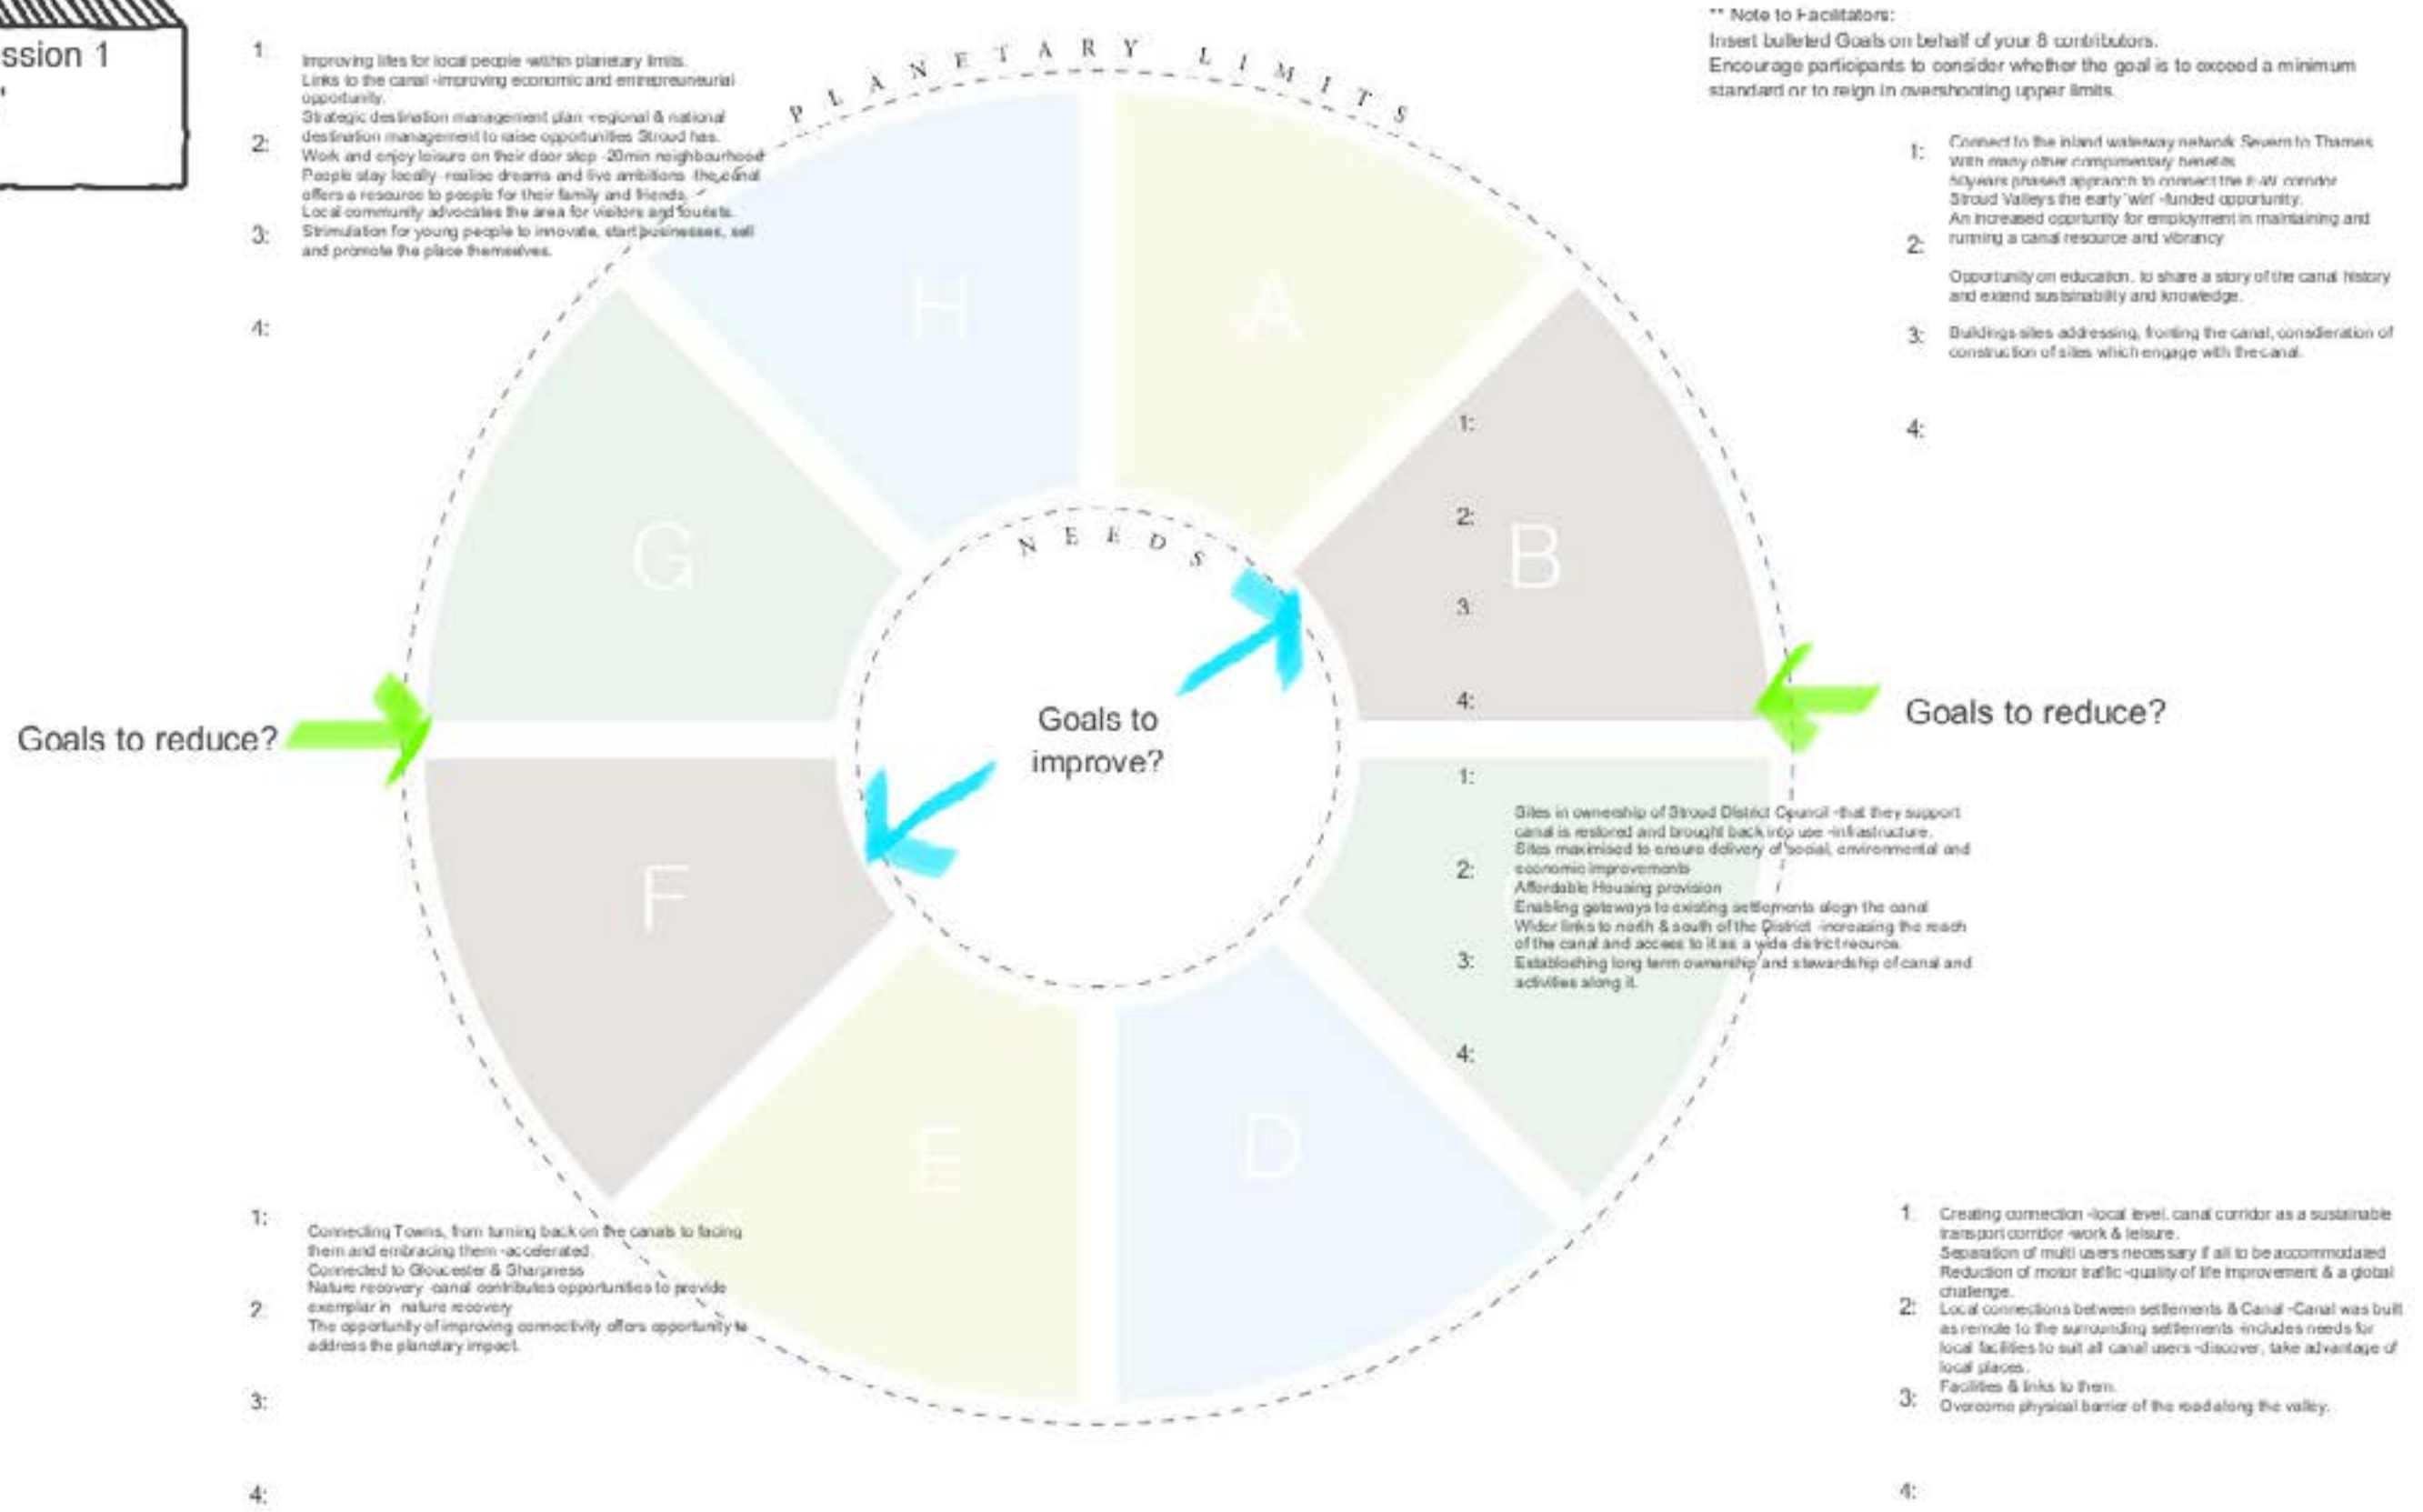 ssion 1
1:
Improving lifes for local people -within planetary limits.
Links to the canal -improving economic and entrepreuneurial
opportunity.
Strategic destination management plan -regional & national
2:
destination management to raise opportunities Stroud has.
Work and enjoy leisure on their door step -20min neighbourhood
People stay locally -realise dreams and live ambitions -the canal
offers a resource to people for their family and friends.
Local community advocates the area for visitors and tourists.
3:
Strimulation for young people to innovate, start businesses, sell
and promote the place themselves.
4:
PLANETARY LIMITS
** Note to Facilitators:
Insert bulleted Goals on behalf of your 8 contributors.
Encourage participants to consider whether the goal is to exceed a minimum
standard or to reign in overshooting upper limits.
1:
Connect to the inland waterway network Severn to Thames
With many other complimentary benefits
50years phased appraoch to connect the E-W corridor
Stroud Valleys the early 'win' -funded opportunity.
An increased opprtunity for employment in maintaining and
2:
running a canal resource and vibrancy
Opportunity on education, to share a story of the canal history
and extend sustsinability and knowledge.
3:
Buildings sites addressing, fronting the canal, consdieration of
construction of sites which engage with the canal.
4:
H
A
1:
2:
B
3:
4:
G
NEEDS
Goals to reduce?
Goals to
improve?
Goals to reduce?
1:
Sites in ownership of Stroud District Council -that they support
canal is restored and brought back into use -infrastructure.
Sites maximised to ensure delivery of social, environmental and
2:
economic improvements
Affordable Housing provision
Enabling gateways to existing settlements alogn the canal
Wider links to north & south of the District -increasing the reach
of the canal and access to it as a wide district recource.
3:
Establoshing long term ownership and stewardship of canal and
activities along it.
4:
F
E
D
1:
Connecting Towns, from turning back on the canals to facing
them and embracing them -accelerated.
Connected to Gloucester & Sharpness
Nature recovery -canal contributes opportunities to provide
2:
exemplar in nature recovery
The opportunity of improving connectivity offers opportunity to
address the planetary impact.
3:
4:
1:
Creating connection -local level, canal corridor as a sustainable
transport corridor -work & leisure.
Separation of multi users necessary if all to be accommodated
Reduction of motor traffic -quality of life improvement & a global
challenge.
2:
Local connections between settlements & Canal -Canal was built
as remote to the surrounding settlements -includes needs for
local facilities to suit all canal users -discover, take advantage of
local places.
Facilities & links to them.
3:
Overcome physical barrier of the road along the valley.
4: